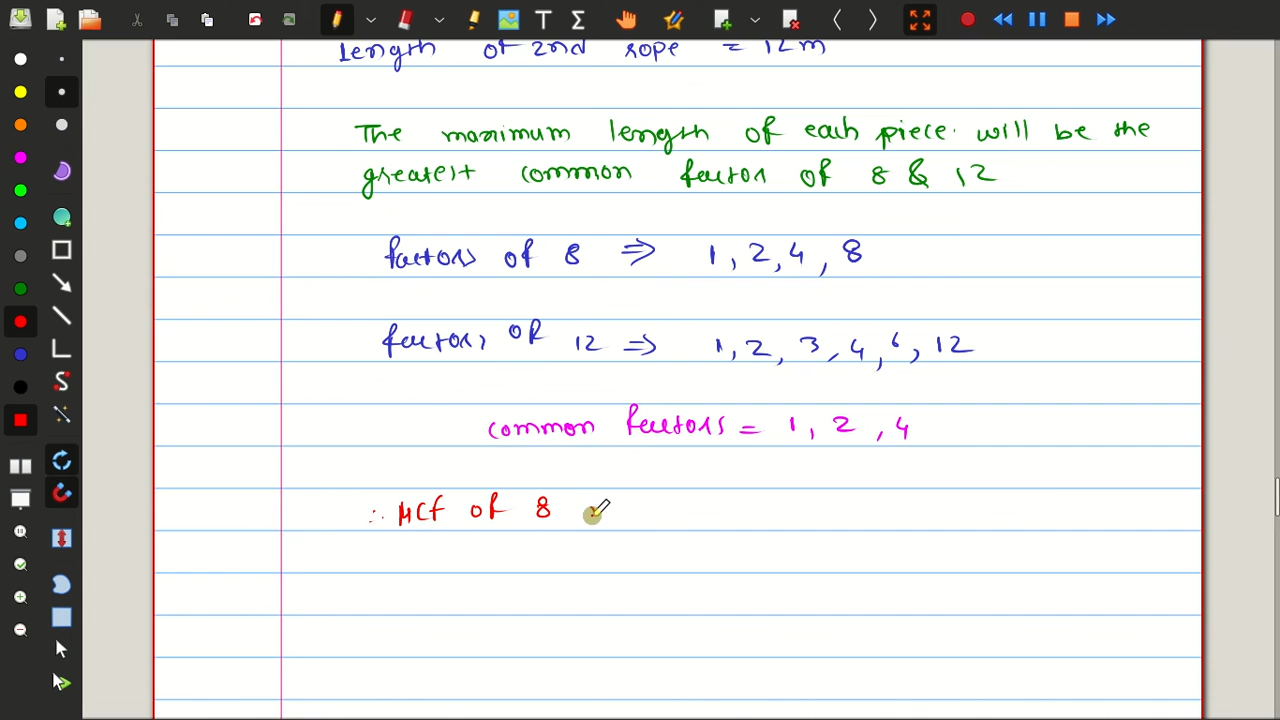 Length of 2nd rope = 12m
The maximum length of each piece will be the
greatest common factor of 8 & 12
factors of 8 ⇒ 1, 2, 4, 8
factors of 12 ⇒ 1, 2, 3, 4, 6, 12
common factors = 1, 2, 4
∴ HCF of 8